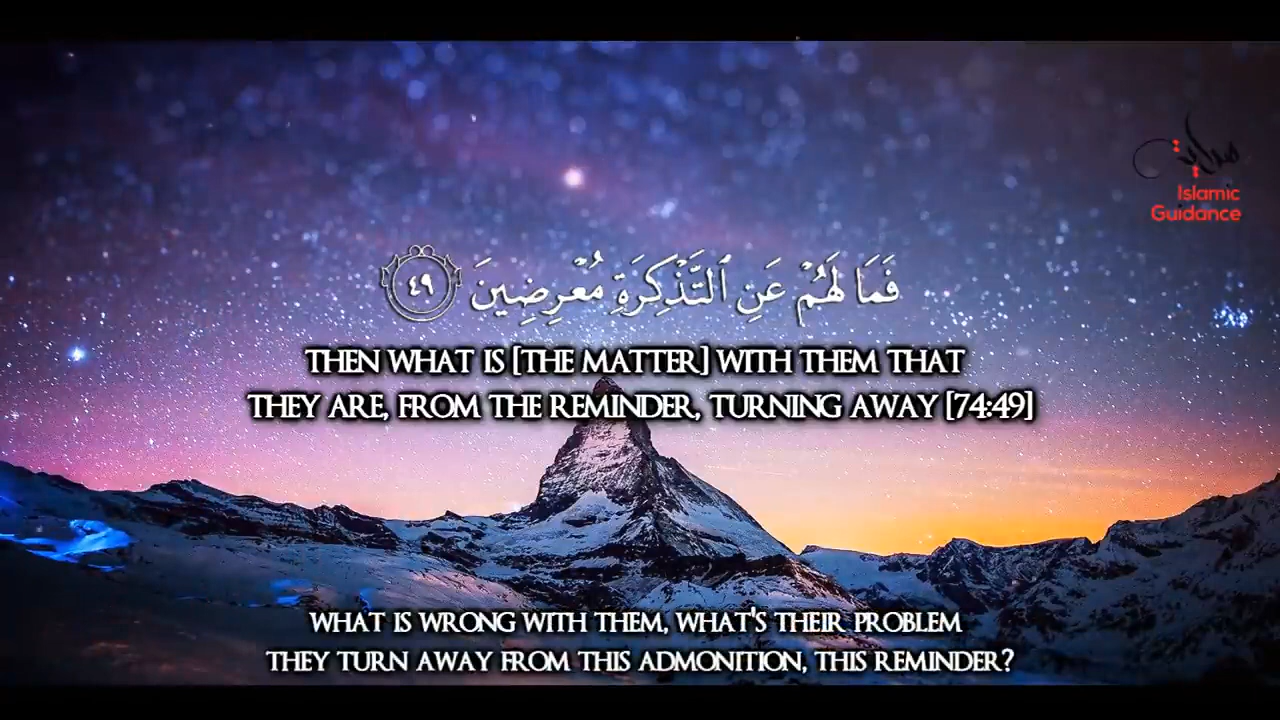 هداية
Islamic
Guidance
فَمَا لَهُمْ عَنِ ٱلتَّذْكِرَةِ مُعْرِضِينَ ٤٩
THEN WHAT IS [THE MATTER] WITH THEM THAT
THEY ARE, FROM THE REMINDER, TURNING AWAY [74:49]
WHAT IS WRONG WITH THEM, WHAT'S THEIR PROBLEM
THEY TURN AWAY FROM THIS ADMONITION, THIS REMINDER?